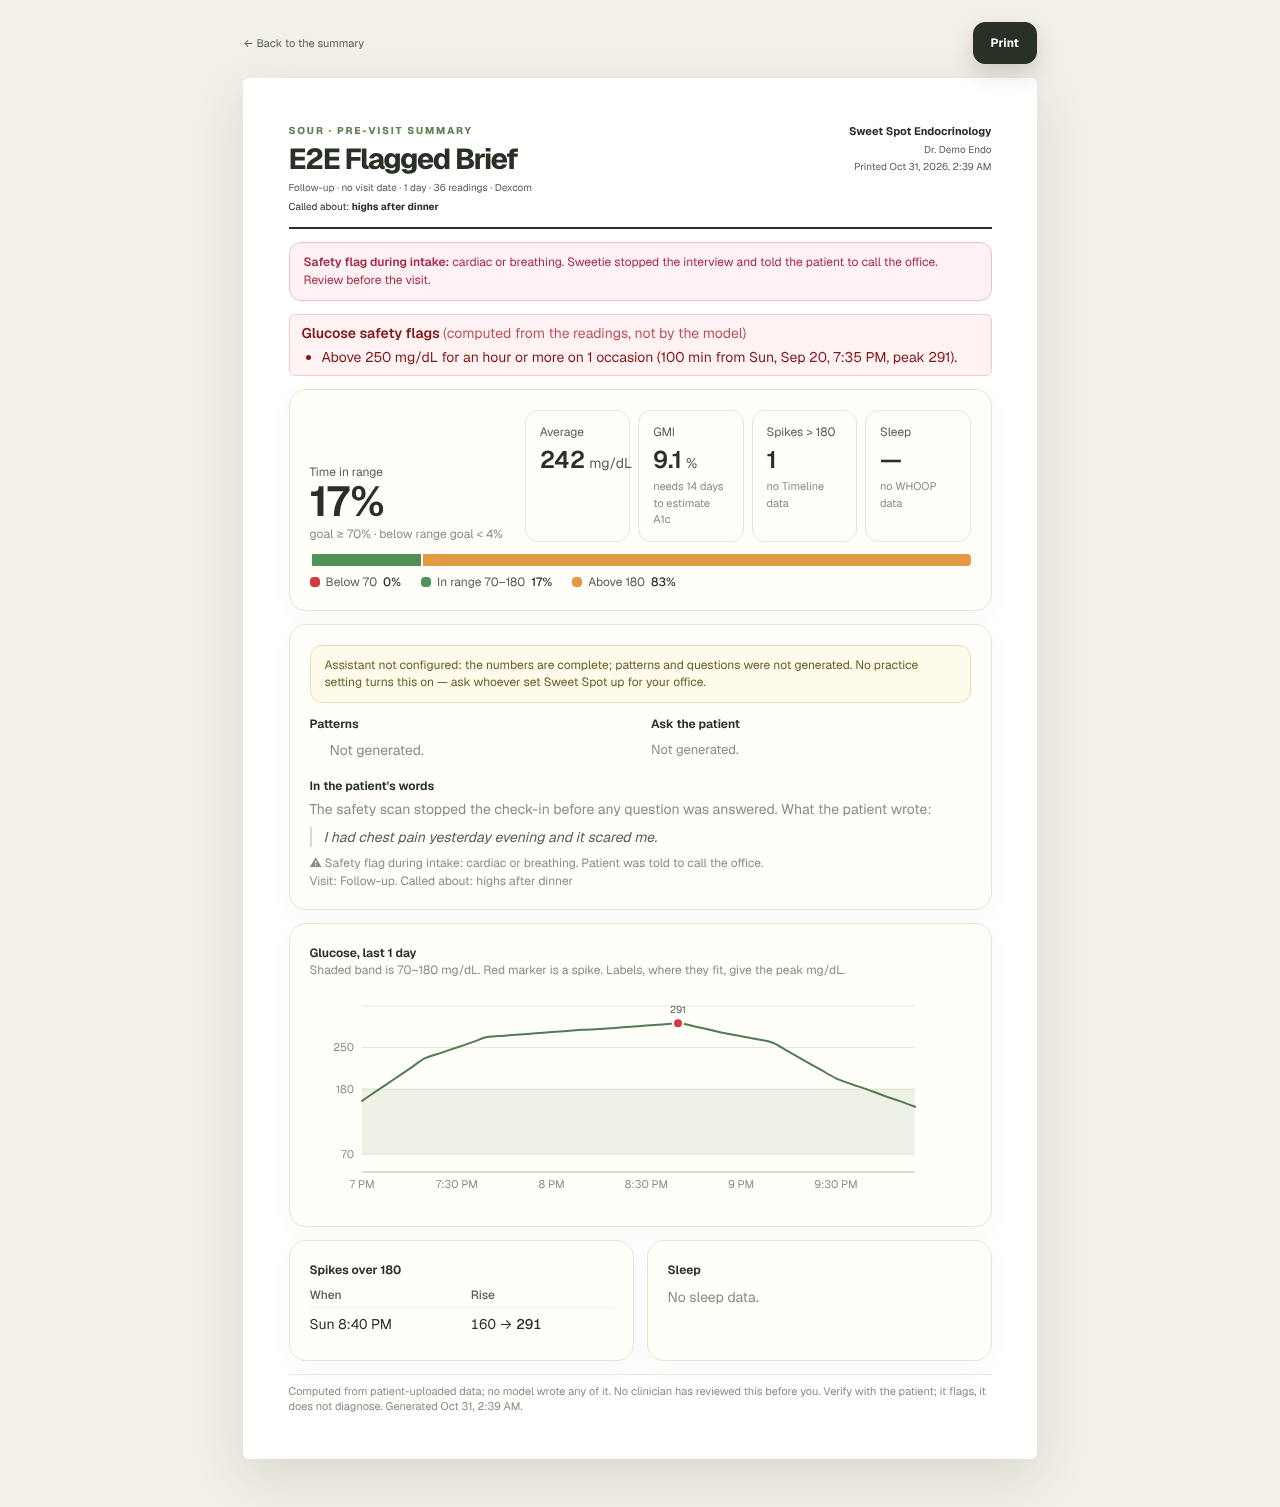 ← Back to the summary
Print
SOUR · PRE-VISIT SUMMARY
E2E Flagged Brief
Follow-up · no visit date · 1 day · 36 readings · Dexcom
Called about: highs after dinner
Sweet Spot Endocrinology
Dr. Demo Endo
Printed Oct 31, 2026, 2:39 AM
Safety flag during intake: cardiac or breathing. Sweetie stopped the interview and told the patient to call the office.
Review before the visit.
Glucose safety flags (computed from the readings, not by the model)
• Above 250 mg/dL for an hour or more on 1 occasion (100 min from Sun, Sep 20, 7:35 PM, peak 291).
Time in range
17%
goal ≥ 70% · below range goal < 4%
Average
242 mg/dL
GMI
9.1 %
needs 14 days
to estimate
A1c
Spikes > 180
1
no Timeline
data
Sleep
—
no WHOOP
data
Below 70 0%
In range 70–180 17%
Above 180 83%
Assistant not configured: the numbers are complete; patterns and questions were not generated. No practice
setting turns this on — ask whoever set Sweet Spot up for your office.
Patterns
Not generated.
Ask the patient
Not generated.
In the patient's words
The safety scan stopped the check-in before any question was answered. What the patient wrote:
I had chest pain yesterday evening and it scared me.
⚠ Safety flag during intake: cardiac or breathing. Patient was told to call the office.
Visit: Follow-up. Called about: highs after dinner
Glucose, last 1 day
Shaded band is 70–180 mg/dL. Red marker is a spike. Labels, where they fit, give the peak mg/dL.
291
250
180
70
7 PM
7:30 PM
8 PM
8:30 PM
9 PM
9:30 PM
Spikes over 180
When
Rise
Sun 8:40 PM
160 → 291
Sleep
No sleep data.
Computed from patient-uploaded data; no model wrote any of it. No clinician has reviewed this before you. Verify with the patient; it flags, it
does not diagnose. Generated Oct 31, 2:39 AM.